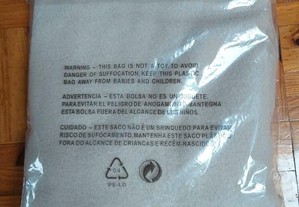 WARNING - THIS BAG IS NOT A TOY, TO AVOID
DANGER OF SUFFOCATION, KEEP THIS PLASTIC
BAG AWAY FROM BABIES AND CHILDREN.
ADVERTENCIA - ESTA BOLSA NO ES UN JUGUETE,
PARA EVITAR EL PELIGRO DE AHOGAMIENTO MANTEGNA
ESTA BOLSA FUERA DEL ALCANCE DE LOS NIÑOS.
CUIDADO - ESTE SACO NÃO É UM BRINQUEDO PARA EVITAR
RISCO DE SUFOCAMENTO, MANTENHA ESTE SACO PLÁSTICO
FORA DO ALCANCE DE CRIANÇAS E RECÉM-NASCIDO
04
PE-LD